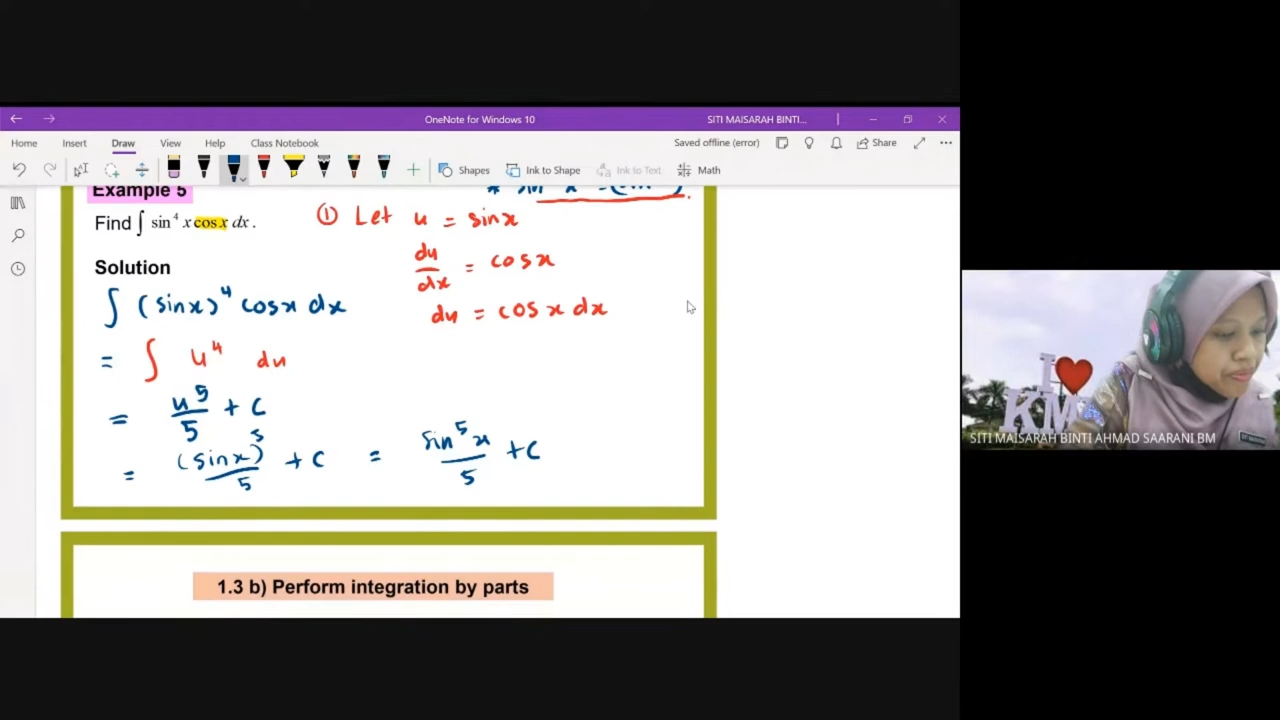 OneNote for Windows 10
SITI MAISARAH BINTI...
Home Insert Draw View Help Class Notebook
Saved offline (error)
Share
Shapes
Ink to Shape
Ink to Text
Math
Example 5
Find ∫ sin⁴ x cos x dx .
① Let u = sin x
du/dx = cos x
du = cos x dx
Solution
∫ (sin x)⁴ cos x dx
= ∫ u⁴ du
= u⁵/5 + c
= (sin x)⁵/5 + c = sin⁵ x/5 + c
1.3 b) Perform integration by parts
I
KM
SITI MAISARAH BINTI AHMAD SAARANI BM